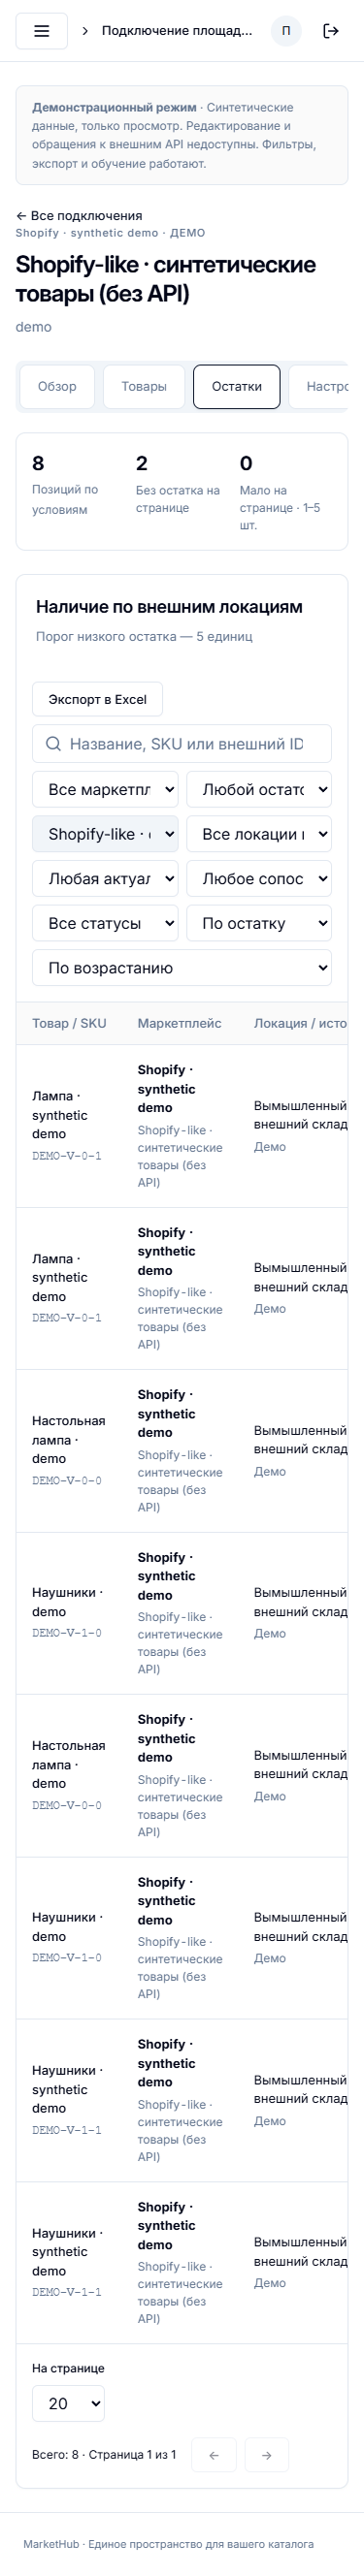 Подключение площад...
П
Демонстрационный режим · Синтетические
данные, только просмотр. Редактирование и
обращения к внешним API недоступны. Фильтры,
экспорт и обучение работают.
← Все подключения
Shopify · synthetic demo · ДЕМО
Shopify-like · синтетические
товары (без API)
demo
Обзор
Товары
Остатки
Настро
8
Позиций по
условиям
2
Без остатка на
странице
0
Мало на
странице · 1–5
шт.
Наличие по внешним локациям
Порог низкого остатка — 5 единиц
Экспорт в Excel
Название, SKU или внешний ID
Все маркетпл
Любой остато
Shopify-like ·
Все локации
Любая актуал
Любое сопос
Все статусы
По остатку
По возрастанию
Товар / SKU
Маркетплейс
Локация / исто
Лампа ·
synthetic
demo
DEMO-V-0-1
Shopify ·
synthetic
demo
Shopify-like ·
синтетические
товары (без
API)
Вымышленный
внешний склад
Демо
Лампа ·
synthetic
demo
DEMO-V-0-1
Shopify ·
synthetic
demo
Shopify-like ·
синтетические
товары (без
API)
Вымышленный
внешний склад
Демо
Настольная
лампа ·
demo
DEMO-V-0-0
Shopify ·
synthetic
demo
Shopify-like ·
синтетические
товары (без
API)
Вымышленный
внешний склад
Демо
Наушники ·
demo
DEMO-V-1-0
Shopify ·
synthetic
demo
Shopify-like ·
синтетические
товары (без
API)
Вымышленный
внешний склад
Демо
Настольная
лампа ·
demo
DEMO-V-0-0
Shopify ·
synthetic
demo
Shopify-like ·
синтетические
товары (без
API)
Вымышленный
внешний склад
Демо
Наушники ·
demo
DEMO-V-1-0
Shopify ·
synthetic
demo
Shopify-like ·
синтетические
товары (без
API)
Вымышленный
внешний склад
Демо
Наушники ·
synthetic
demo
DEMO-V-1-1
Shopify ·
synthetic
demo
Shopify-like ·
синтетические
товары (без
API)
Вымышленный
внешний склад
Демо
Наушники ·
synthetic
demo
DEMO-V-1-1
Shopify ·
synthetic
demo
Shopify-like ·
синтетические
товары (без
API)
Вымышленный
внешний склад
Демо
На странице
20
Всего: 8 · Страница 1 из 1
←
→
MarketHub · Единое пространство для вашего каталога